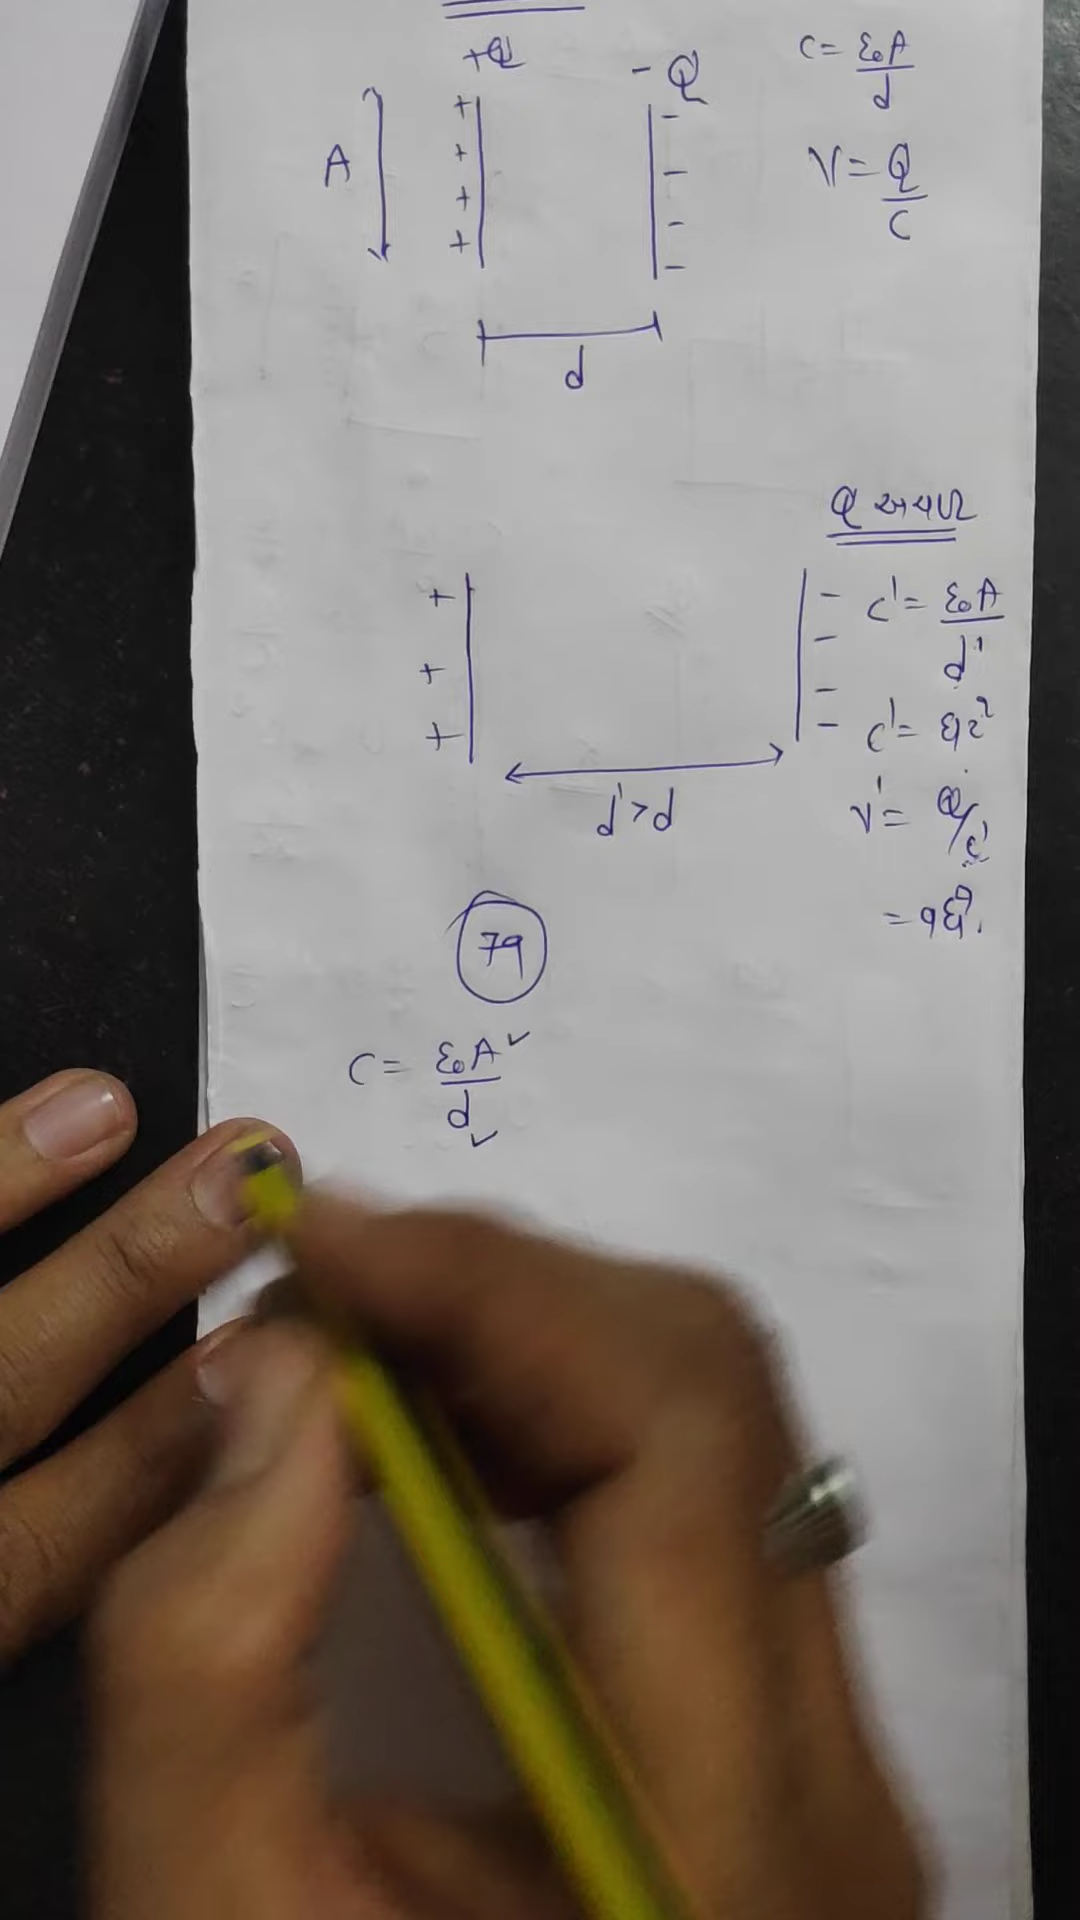 +Q
- Q
C = ε₀A / d
A
+ + + +
- - - -
V = Q / C
d
Q અચળ
+ + +
- - - -
C' = ε₀A / d'
C' = ઘટે
d' > d
V' = Q / C'
= વધે.
79
C = ε₀A / d